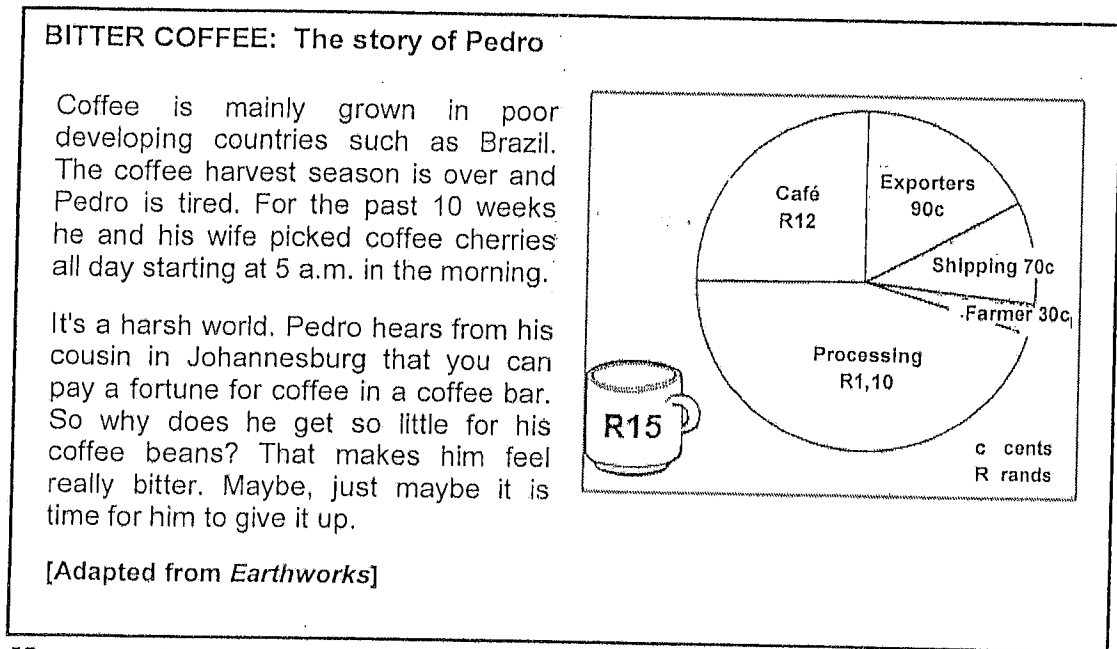 BITTER COFFEE: The story of Pedro
Coffee is mainly grown in poor
developing countries such as Brazil.
The coffee harvest season is over and
Pedro is tired. For the past 10 weeks
he and his wife picked coffee cherries
all day starting at 5 a.m. in the morning.
It's a harsh world. Pedro hears from his
cousin in Johannesburg that you can
pay a fortune for coffee in a coffee bar.
So why does he get so little for his
coffee beans? That makes him feel
really bitter. Maybe, just maybe it is
time for him to give it up.
[Adapted from Earthworks]
Café
R12
Exporters
90c
Shipping 70c
Farmer 30c
Processing
R1,10
R15
c cents
R rands